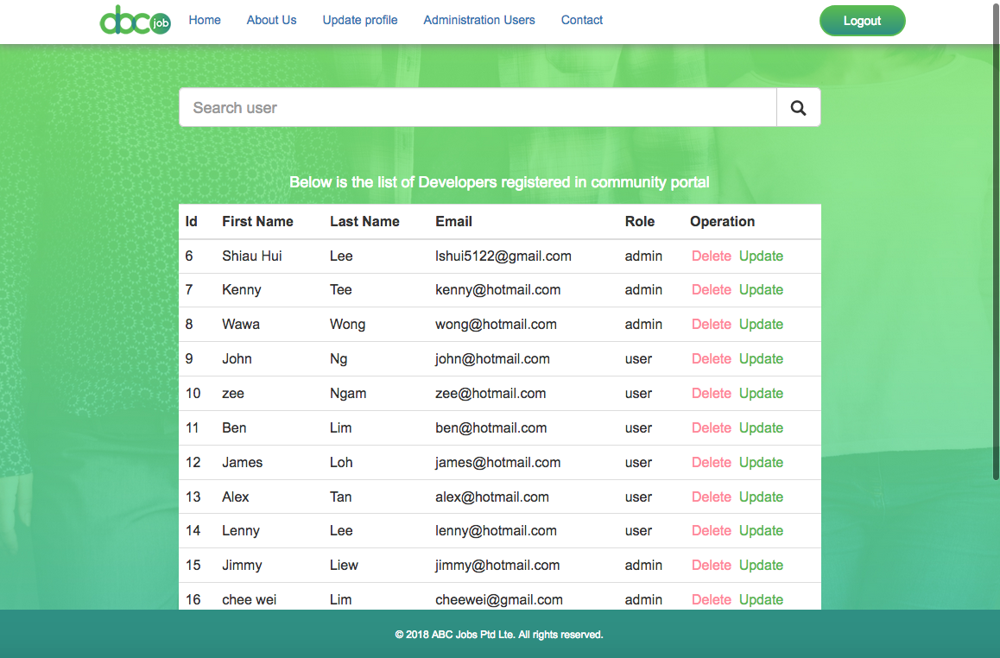 abc job Home About Us Update profile Administration Users Contact Logout
Search user
Below is the list of Developers registered in community portal
Id First Name Last Name Email Role Operation
6 Shiau Hui Lee lshui5122@gmail.com admin Delete Update
7 Kenny Tee kenny@hotmail.com admin Delete Update
8 Wawa Wong wong@hotmail.com admin Delete Update
9 John Ng john@hotmail.com user Delete Update
10 zee Ngam zee@hotmail.com user Delete Update
11 Ben Lim ben@hotmail.com user Delete Update
12 James Loh james@hotmail.com user Delete Update
13 Alex Tan alex@hotmail.com user Delete Update
14 Lenny Lee lenny@hotmail.com user Delete Update
15 Jimmy Liew jimmy@hotmail.com admin Delete Update
16 chee wei Lim cheewei@gmail.com admin Delete Update
© 2018 ABC Jobs Ptd Lte. All rights reserved.